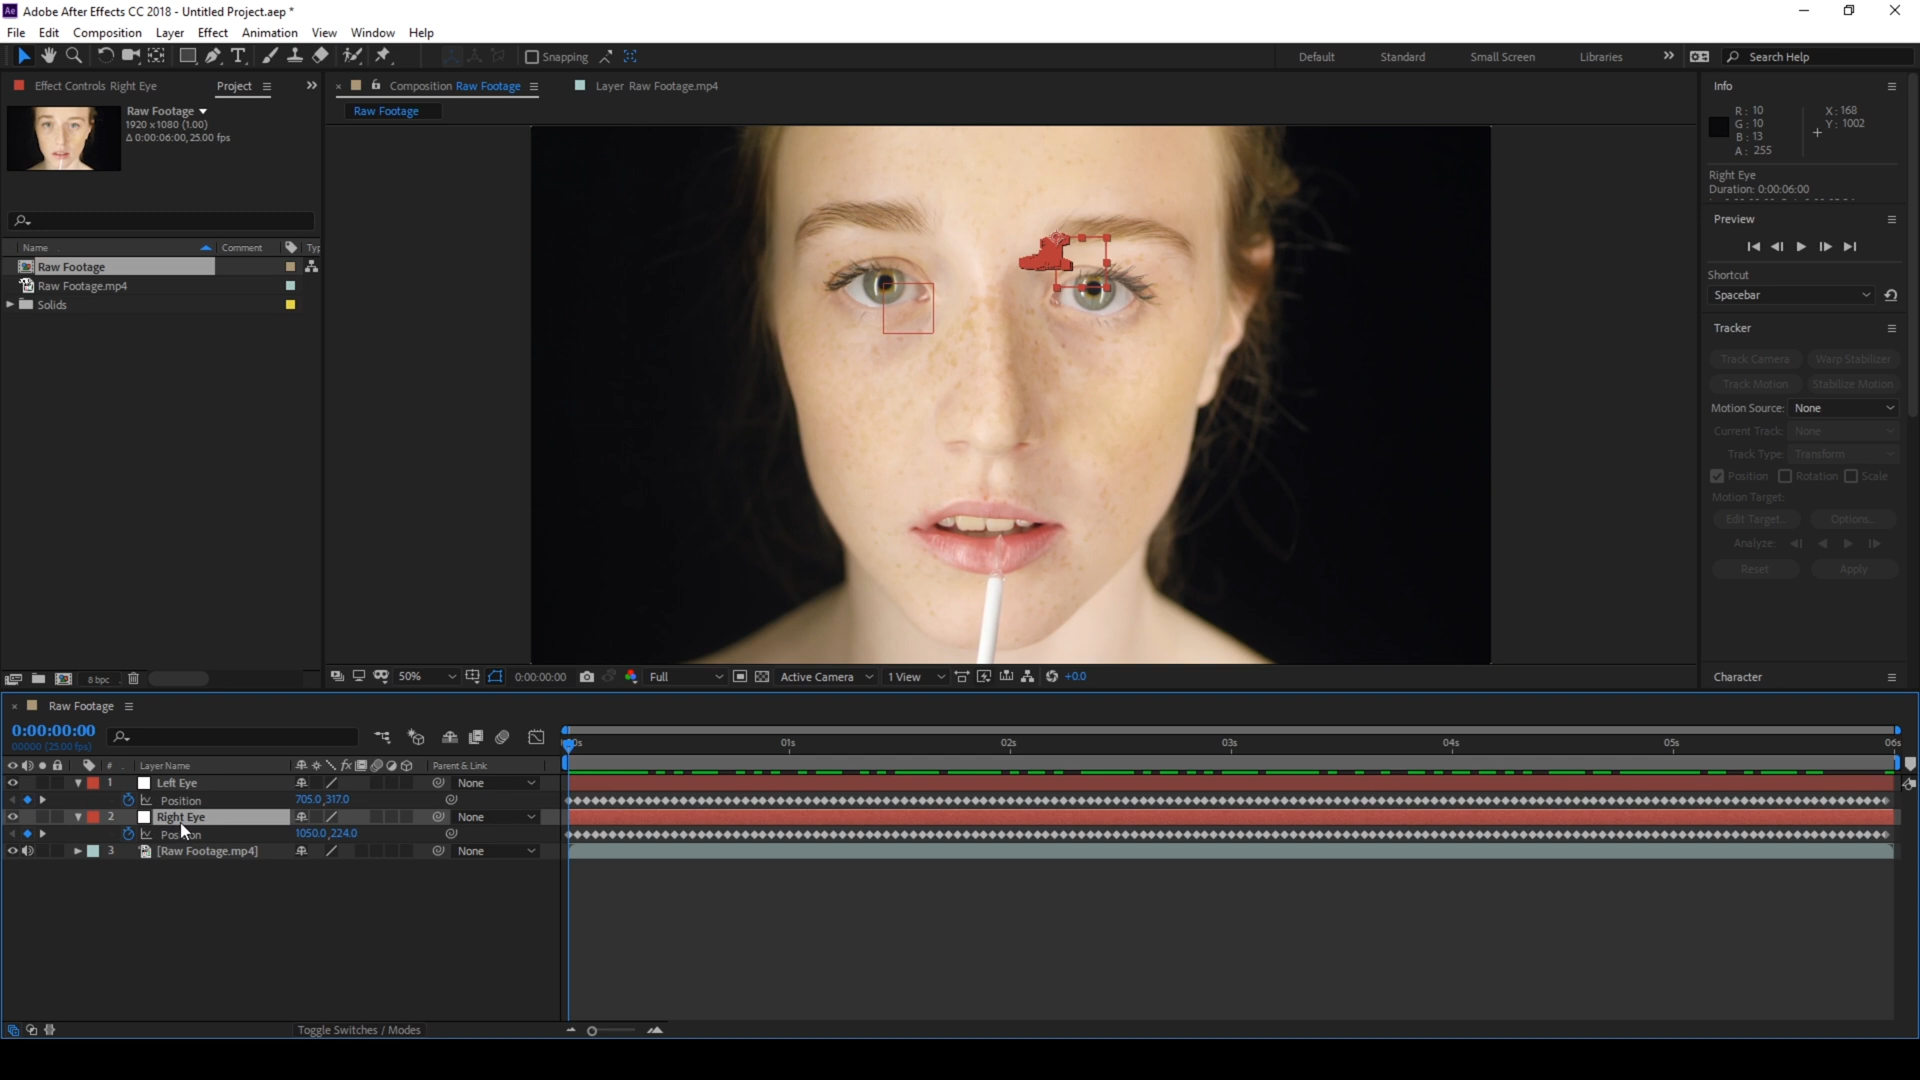 Adobe After Effects CC 2018 - Untitled Project.aep *
File Edit Composition Layer Effect Animation View Window Help
Snapping Default Standard Small Screen Libraries Search Help
Effect Controls Right Eye Project
Composition Raw Footage Layer Raw Footage.mp4
Raw Footage
Raw Footage
1920 x1080 (1.00)
Δ 0:00:06:00, 25.00 fps
Name Comment Typ
Raw Footage
Raw Footage.mp4
Solids
8 bpc
50% 0:00:00:00 Full Active Camera 1 View +0.0
Info
R: 10 X: 168
G: 10 Y: 1002
B: 13
A: 255
Right Eye
Duration: 0:00:06:00
Preview
Shortcut
Spacebar
Tracker
Track Camera Warp Stabilizer
Track Motion Stabilize Motion
Motion Source: None
Current Track: None
Track Type: Transform
Position Rotation Scale
Motion Target:
Edit Target... Options...
Analyze:
Reset Apply
Character
Raw Footage
0:00:00:00
00000 (25.00 fps)
01s 02s 03s 04s 05s 06s
# Layer Name Parent & Link
1 Left Eye None
Position 705.0,317.0
2 Right Eye None
Position 1050.0,224.0
3 [Raw Footage.mp4] None
Toggle Switches / Modes